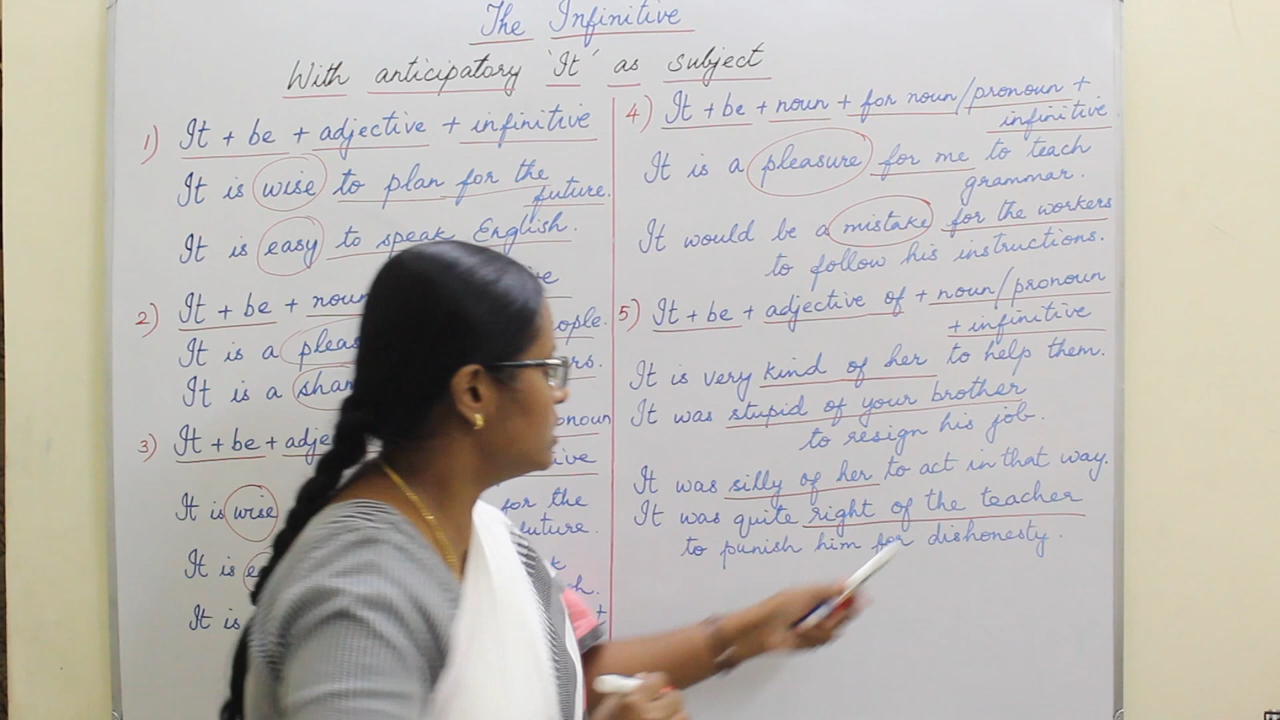 The Infinitive
With anticipatory 'It' as subject
1) It + be + adjective + infinitive
It is wise to plan for the
future.
It is easy to speak English.
2) It + be + noun
It is a
It is a
3) It + be +
noun
It is wise
for the
future.
It is
It is
4) It + be + noun + for noun/pronoun +
infinitive
It is a pleasure for me to teach
grammar.
It would be a mistake for the workers
to follow his instructions.
5) It + be + adjective of + noun/pronoun
+ infinitive
It is very kind of her to help them.
It was stupid of your brother
to resign his job.
It was silly of her to act in that way.
It was quite right of the teacher
to punish him for dishonesty.